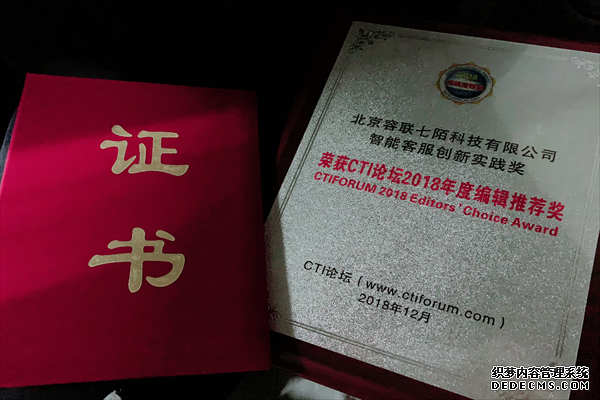 证
书
2018
北京容联七陌科技有限公司
智能客服创新实践奖
荣获CTI论坛2018年度编辑推荐奖
CTIFORUM 2018 Editors' Choice Award
CTI论坛（www.ctiforum.com）
2018年12月
织梦内容管理系统
DEDECMS.COM